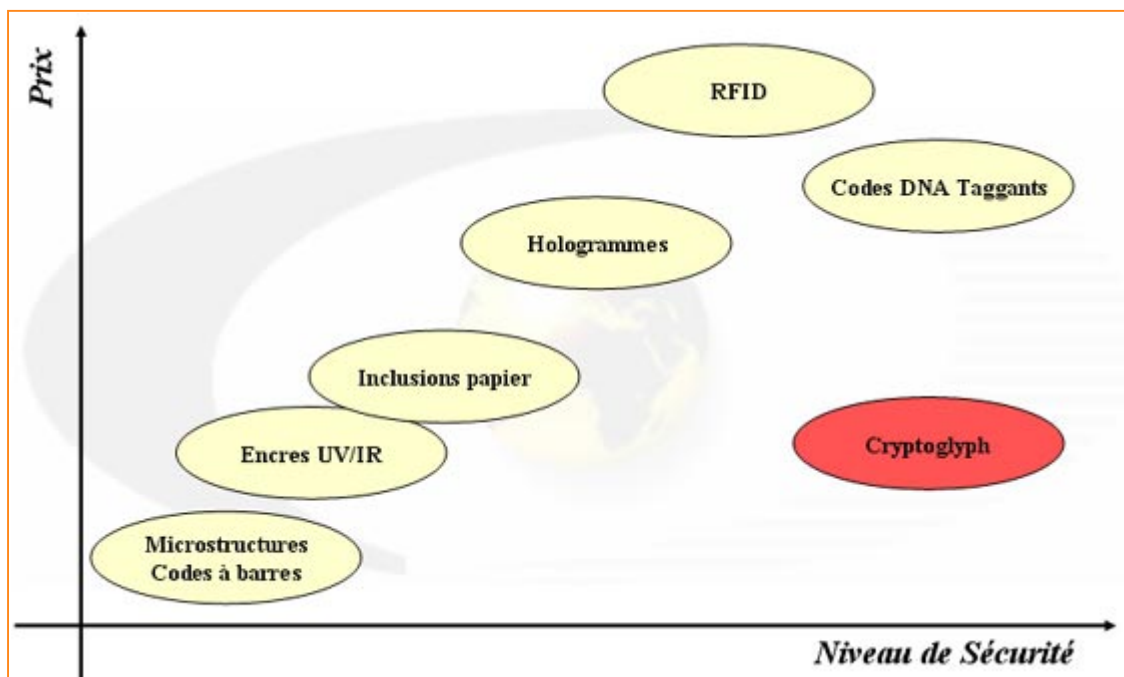 Prix
RFID
Codes DNA Taggants
Hologrammes
Inclusions papier
Encres UV/IR
Cryptoglyph
Microstructures
Codes à barres
Niveau de Sécurité